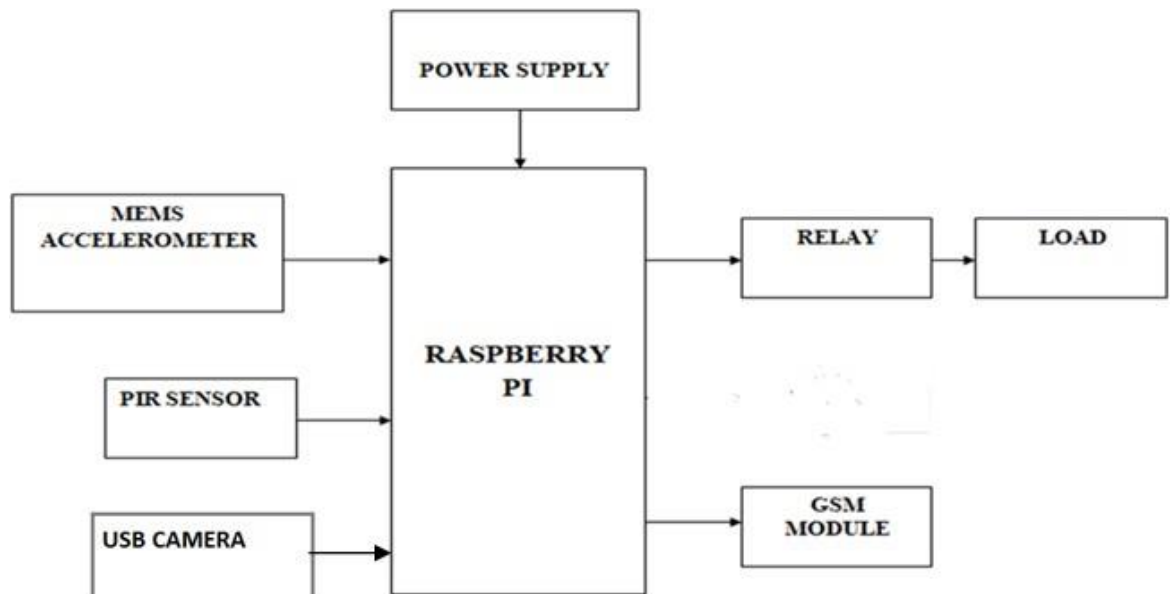 POWER SUPPLY
MEMS
ACCELEROMETER
RELAY
LOAD
RASPBERRY
PI
PIR SENSOR
GSM
MODULE
USB CAMERA